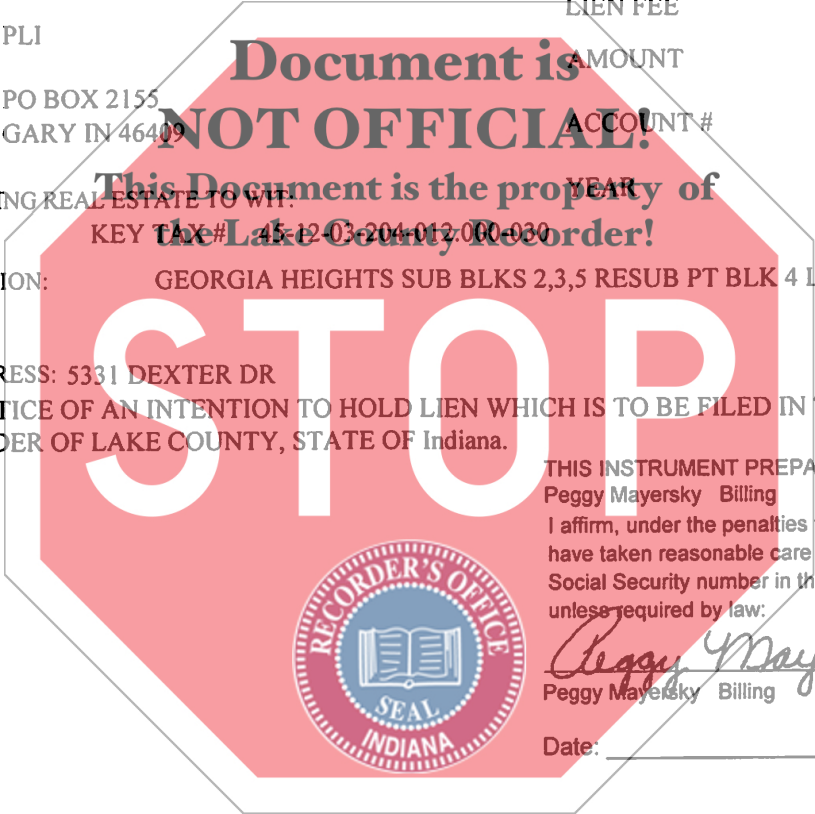 LIEN FEE
PLI
Document is
AMOUNT
PO BOX 2155
NOT OFFICIAL!
ACCOUNT #
GARY IN 46409
This Document is the property of
YEAR
NG REAL ESTATE TO WIT:
the Lake County Recorder!
KEY TAX # 45-12-03-204-012.000-030
ION: GEORGIA HEIGHTS SUB BLKS 2,3,5 RESUB PT BLK 4 L
STOP
RESS: 5331 DEXTER DR
TICE OF AN INTENTION TO HOLD LIEN WHICH IS TO BE FILED IN
DER OF LAKE COUNTY, STATE OF Indiana.
THIS INSTRUMENT PREPA
Peggy Mayersky Billing
I affirm, under the penalties
have taken reasonable care
Social Security number in th
unless required by law:
Peggy May
Peggy Mayersky Billing
Date:
RECORDER'S OFFICE
SEAL
INDIANA